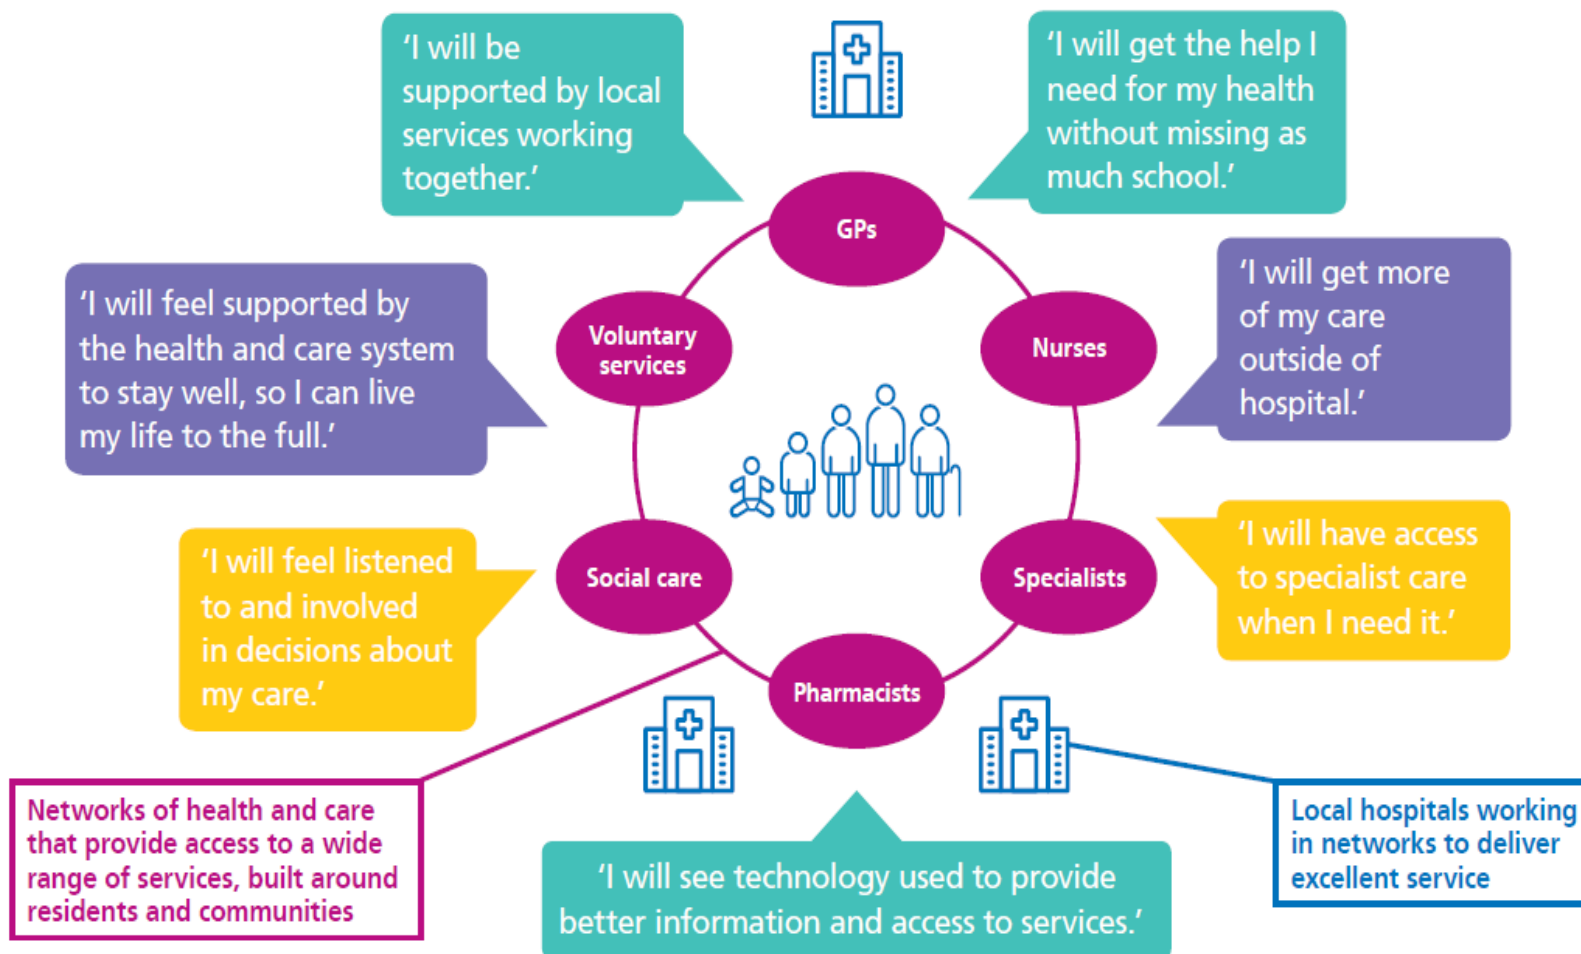 ‘I will be
supported by local
services working
together.’
‘I will get the help I
need for my health
without missing as
much school.’
GPs
‘I will feel supported by
the health and care system
to stay well, so I can live
my life to the full.’
Voluntary
services
Nurses
‘I will get more
of my care
outside of
hospital.’
‘I will feel listened
to and involved
in decisions about
my care.’
Social care
Specialists
‘I will have access
to specialist care
when I need it.’
Pharmacists
Networks of health and care
that provide access to a wide
range of services, built around
residents and communities
‘I will see technology used to provide
better information and access to services.’
Local hospitals working
in networks to deliver
excellent service